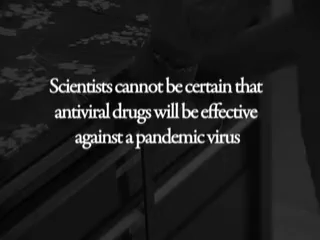 Scientists cannot be certain that
antiviral drugs will be effective
against a pandemic virus